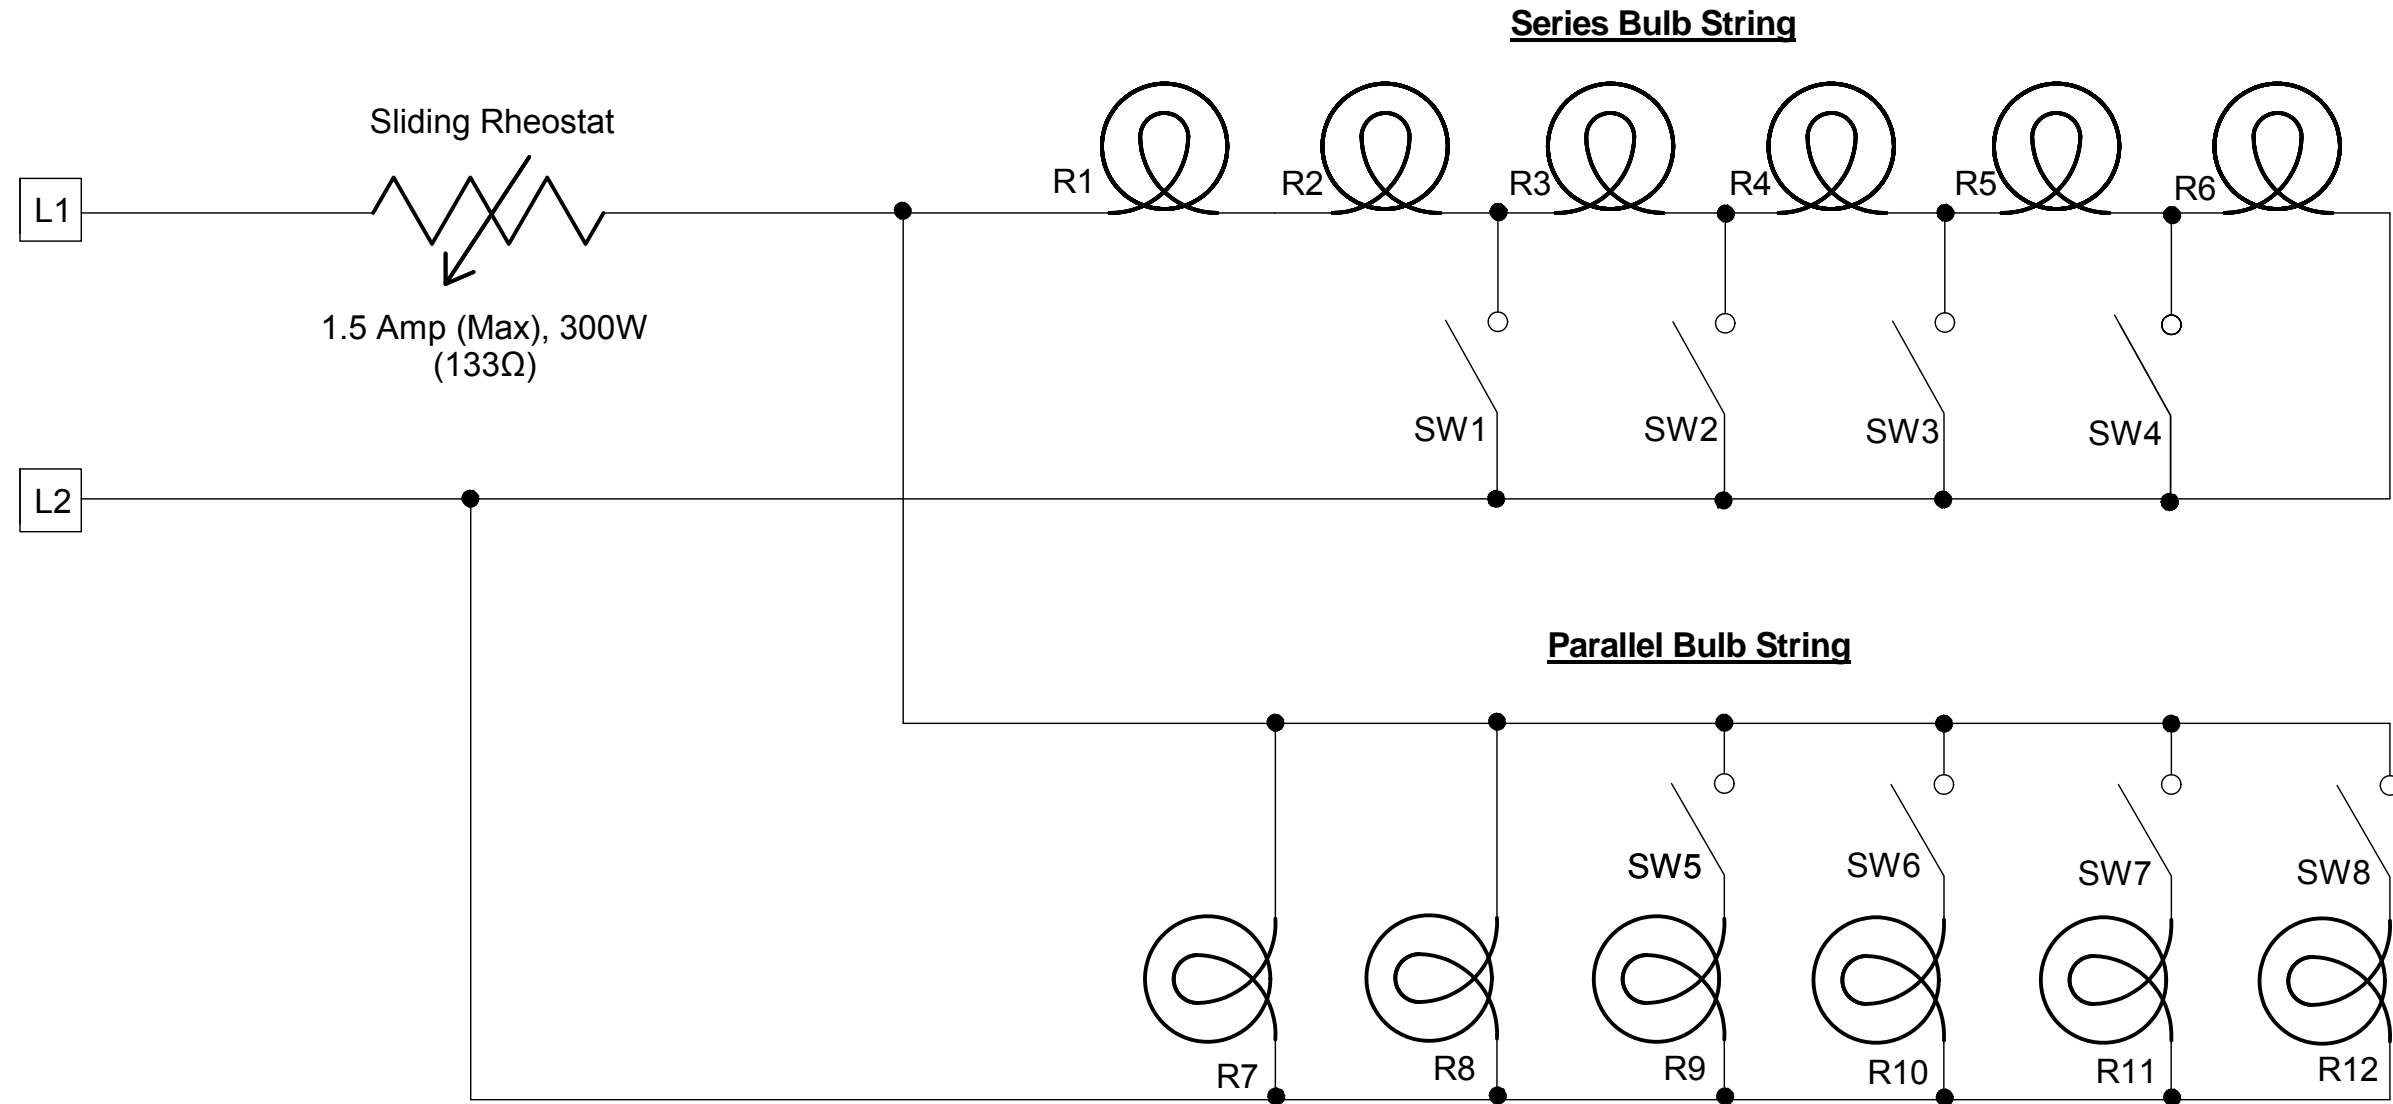 Series Bulb String
Sliding Rheostat
R1
R2
R3
R4
R5
R6
L1
1.5 Amp (Max), 300W
(133Ω)
SW1
SW2
SW3
SW4
L2
Parallel Bulb String
SW5
SW6
SW7
SW8
R7
R8
R9
R10
R11
R12